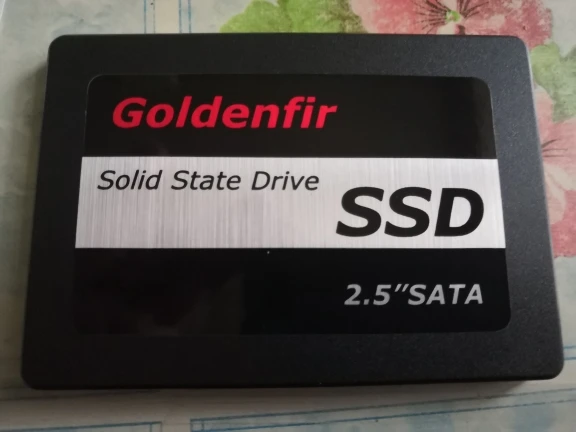 Goldenfir
Solid State Drive
SSD
2.5"SATA